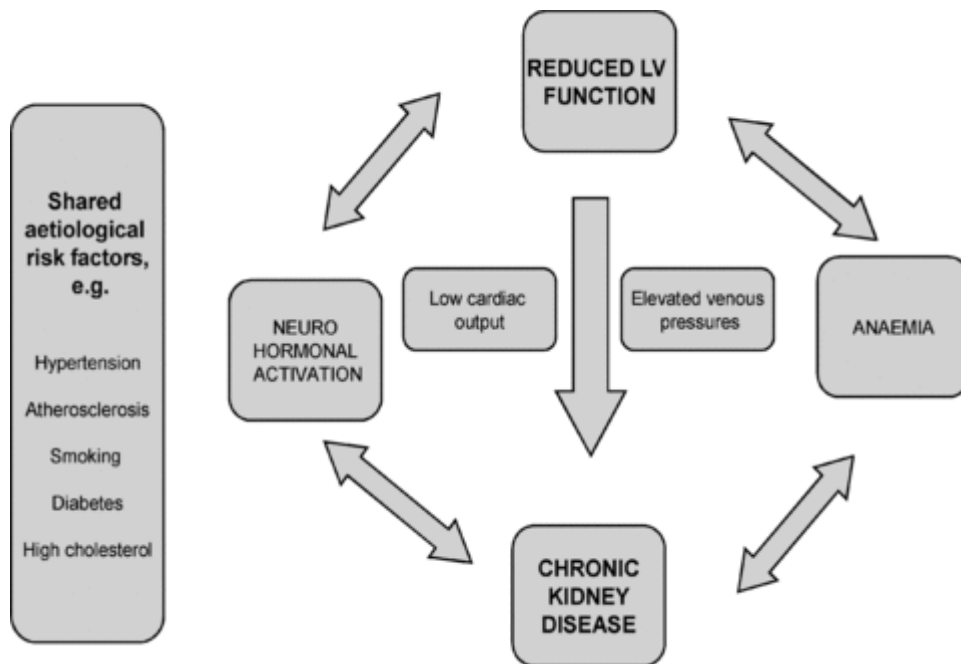 REDUCED LV
FUNCTION
Shared
aetiological
risk factors,
e.g.
Hypertension
Atherosclerosis
Smoking
Diabetes
High cholesterol
NEURO
HORMONAL
ACTIVATION
Low cardiac
output
Elevated venous
pressures
ANAEMIA
CHRONIC
KIDNEY
DISEASE